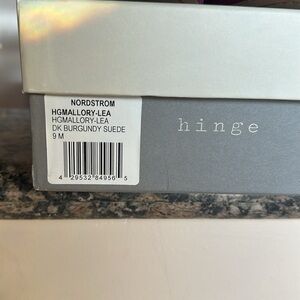 NORDSTROM
HGMALLORY-LEA
HGMALLORY-LEA
DK BURGUNDY SUEDE
9 M
4 29532 84956 5
hinge